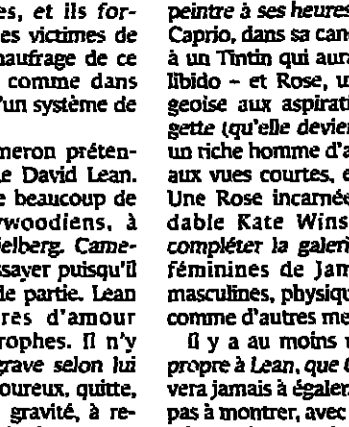 es, et ils for-
es victimes de
naufrage de ce
comme dans
'un système de
meron préten-
e David Lean.
e beaucoup de
ywoodiens, à
ielberg. Came-
ssayer puisqu'il
de partie. Lean
res d'amour
rophes. Il n'y
grave selon lui
oureux, quitte,
gravité, à re-
peintre à ses heures
Caprio, dans sa can
à un Tintin qui aura
libido – et Rose, u
geoise aux aspirati
gette (qu'elle devier
un riche homme d'a
aux vues courtes, e
Une Rose incarnée
dable Kate Wins
compléter la galeri
féminines de Jam
masculines, physiqu
comme d'autres me
Il y a au moins u
propre à Lean, que
vera jamais à égaler.
pas à montrer, avec